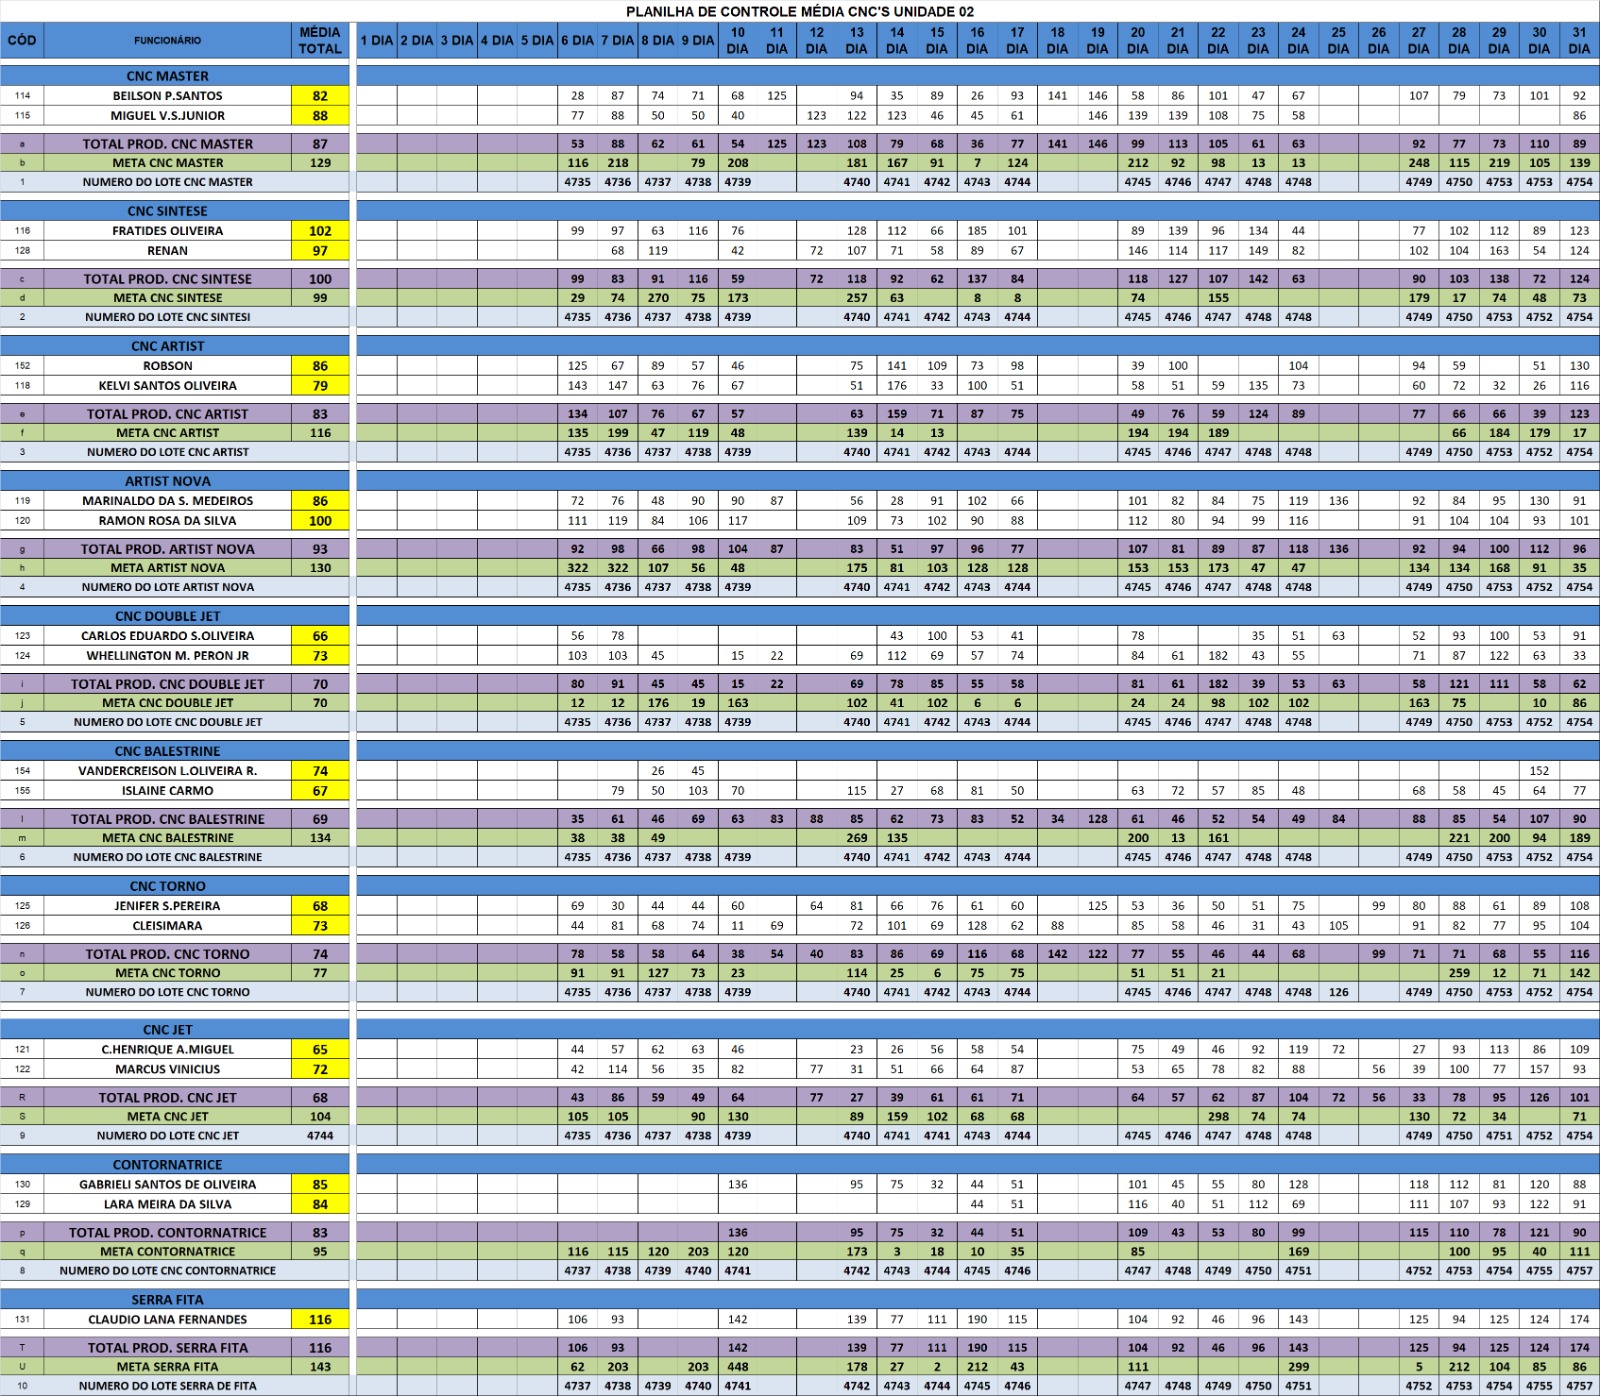 PLANILHA DE CONTROLE MÉDIA CNC'S UNIDADE 02
CÓD FUNCIONÁRIO MÉDIA TOTAL 1 DIA 2 DIA 3 DIA 4 DIA 5 DIA 6 DIA 7 DIA 8 DIA 9 DIA 10 DIA 11 DIA 12 DIA 13 DIA 14 DIA 15 DIA 16 DIA 17 DIA 18 DIA 19 DIA 20 DIA 21 DIA 22 DIA 23 DIA 24 DIA 25 DIA 26 DIA 27 DIA 28 DIA 29 DIA 30 DIA 31 DIA
CNC MASTER
114 BEILSON P.SANTOS 82 28 87 74 71 68 125 94 35 89 26 93 141 146 58 86 101 47 67 107 79 73 101 92
115 MIGUEL V.S.JUNIOR 88 77 88 50 50 40 123 122 123 46 45 61 146 139 139 108 75 58 86
a TOTAL PROD. CNC MASTER 87 53 88 62 61 54 125 123 108 79 68 36 77 141 146 99 113 105 61 63 92 77 73 110 89
b META CNC MASTER 129 116 218 79 208 181 167 91 7 124 212 92 98 13 13 248 115 219 105 139
1 NUMERO DO LOTE CNC MASTER 4735 4736 4737 4738 4739 4740 4741 4742 4743 4744 4745 4746 4747 4748 4748 4749 4750 4753 4753 4754
CNC SINTESE
116 FRATIDES OLIVEIRA 102 99 97 63 116 76 128 112 66 185 101 89 139 96 134 44 77 102 112 89 123
128 RENAN 97 68 119 42 72 107 71 58 89 67 146 114 117 149 82 102 104 163 54 124
c TOTAL PROD. CNC SINTESE 100 99 83 91 116 59 72 118 92 62 137 84 118 127 107 142 63 90 103 138 72 124
d META CNC SINTESE 99 29 74 270 75 173 257 63 8 8 74 155 179 17 74 48 73
2 NUMERO DO LOTE CNC SINTESI 4735 4736 4737 4738 4739 4740 4741 4742 4743 4744 4745 4746 4747 4748 4748 4749 4750 4753 4752 4754
CNC ARTIST
152 ROBSON 86 125 67 89 57 46 75 141 109 73 98 39 100 104 94 59 51 130
118 KELVI SANTOS OLIVEIRA 79 143 147 63 76 67 51 176 33 100 51 58 51 59 135 73 60 72 32 26 116
e TOTAL PROD. CNC ARTIST 83 134 107 76 67 57 63 159 71 87 75 49 76 59 124 89 77 66 66 39 123
f META CNC ARTIST 116 135 199 47 119 48 139 14 13 194 194 189 66 184 179 17
3 NUMERO DO LOTE CNC ARTIST 4735 4736 4737 4738 4739 4740 4741 4742 4743 4744 4745 4746 4747 4748 4748 4749 4750 4753 4752 4754
ARTIST NOVA
119 MARINALDO DA S. MEDEIROS 86 72 76 48 90 90 87 56 28 91 102 66 101 82 84 75 119 136 92 84 95 130 91
120 RAMON ROSA DA SILVA 100 111 119 84 106 117 109 73 102 90 88 112 80 94 99 116 91 104 104 93 101
g TOTAL PROD. ARTIST NOVA 93 92 98 66 98 104 87 83 51 97 96 77 107 81 89 87 118 136 92 94 100 112 96
h META ARTIST NOVA 130 322 322 107 56 48 175 81 103 128 128 153 153 173 47 47 134 134 168 91 35
4 NUMERO DO LOTE ARTIST NOVA 4735 4736 4737 4738 4739 4740 4741 4742 4743 4744 4745 4746 4747 4748 4748 4749 4750 4753 4752 4754
CNC DOUBLE JET
123 CARLOS EDUARDO S.OLIVEIRA 66 56 78 43 100 53 41 78 35 51 63 52 93 100 53 91
124 WHELLINGTON M. PERON JR 73 103 103 45 15 22 69 112 69 57 74 84 61 182 43 55 71 87 122 63 33
i TOTAL PROD. CNC DOUBLE JET 70 80 91 45 45 15 22 69 78 85 55 58 81 61 182 39 53 63 58 121 111 58 62
j META CNC DOUBLE JET 70 12 12 176 19 163 102 41 102 6 6 24 24 98 102 102 163 75 10 86
5 NUMERO DO LOTE CNC DOUBLE JET 4735 4736 4737 4738 4739 4740 4741 4742 4743 4744 4745 4746 4747 4748 4748 4749 4750 4753 4752 4754
CNC BALESTRINE
154 VANDERCREISON L.OLIVEIRA R. 74 26 45 152
155 ISLAINE CARMO 67 79 50 103 70 115 27 68 81 50 63 72 57 85 48 68 58 45 64 77
l TOTAL PROD. CNC BALESTRINE 69 35 61 46 69 63 83 88 85 62 73 83 52 34 128 61 46 52 54 49 84 88 85 54 107 90
m META CNC BALESTRINE 134 38 38 49 269 135 200 13 161 221 200 94 189
6 NUMERO DO LOTE CNC BALESTRINE 4735 4736 4737 4738 4739 4740 4741 4742 4743 4744 4745 4746 4747 4748 4748 4749 4750 4753 4752 4754
CNC TORNO
125 JENIFER S.PEREIRA 68 69 30 44 44 60 64 81 66 76 61 60 125 53 36 50 51 75 99 80 88 61 89 108
126 CLEISIMARA 73 44 81 68 74 11 69 72 101 69 128 62 88 85 58 46 31 43 105 91 82 77 95 104
n TOTAL PROD. CNC TORNO 74 78 58 58 64 38 54 40 83 86 69 116 68 142 122 77 55 46 44 68 99 71 71 68 55 116
o META CNC TORNO 77 91 91 127 73 23 114 25 6 75 75 51 51 21 259 12 71 142
7 NUMERO DO LOTE CNC TORNO 4735 4736 4737 4738 4739 4740 4741 4742 4743 4744 4745 4746 4747 4748 4748 126 4749 4750 4753 4752 4754
CNC JET
121 C.HENRIQUE A.MIGUEL 65 44 57 62 63 46 23 26 56 58 54 75 49 46 92 119 72 27 93 113 86 109
122 MARCUS VINICIUS 72 42 114 56 35 82 77 31 52 66 64 87 53 65 78 82 88 56 39 100 77 157 93
R TOTAL PROD. CNC JET 68 43 86 59 49 64 77 27 39 61 61 71 64 57 62 87 104 72 56 33 78 95 126 101
S META CNC JET 104 105 105 90 130 89 159 102 68 68 298 74 74 130 72 34 71
9 NUMERO DO LOTE CNC JET 4744 4735 4736 4737 4738 4739 4740 4741 4741 4743 4744 4745 4746 4747 4748 4748 4749 4750 4751 4752 4754
CONTORNATRICE
130 GABRIELI SANTOS DE OLIVEIRA 85 136 95 75 32 44 51 101 45 55 80 128 118 112 81 120 88
129 LARA MEIRA DA SILVA 84 44 51 116 40 51 112 69 111 107 93 122 91
p TOTAL PROD. CONTORNATRICE 83 136 95 75 32 44 51 109 43 53 80 99 115 110 78 121 90
q META CONTORNATRICE 95 116 115 120 203 120 173 3 18 10 35 85 169 100 95 40 111
8 NUMERO DO LOTE CNC CONTORNATRICE 4737 4738 4739 4740 4741 4742 4743 4744 4745 4746 4747 4748 4749 4750 4751 4752 4753 4754 4755 4757
SERRA FITA
131 CLAUDIO LANA FERNANDES 116 106 93 142 139 77 111 190 115 104 92 46 96 143 125 94 125 124 174
T TOTAL PROD. SERRA FITA 116 106 93 142 139 77 111 190 115 104 92 46 96 143 125 94 125 124 174
U META SERRA FITA 143 62 203 203 448 178 27 2 212 43 111 299 5 212 104 85 86
10 NUMERO DO LOTE SERRA DE FITA 4737 4738 4739 4740 4741 4742 4743 4744 4745 4746 4747 4748 4749 4750 4751 4752 4753 4754 4755 4757